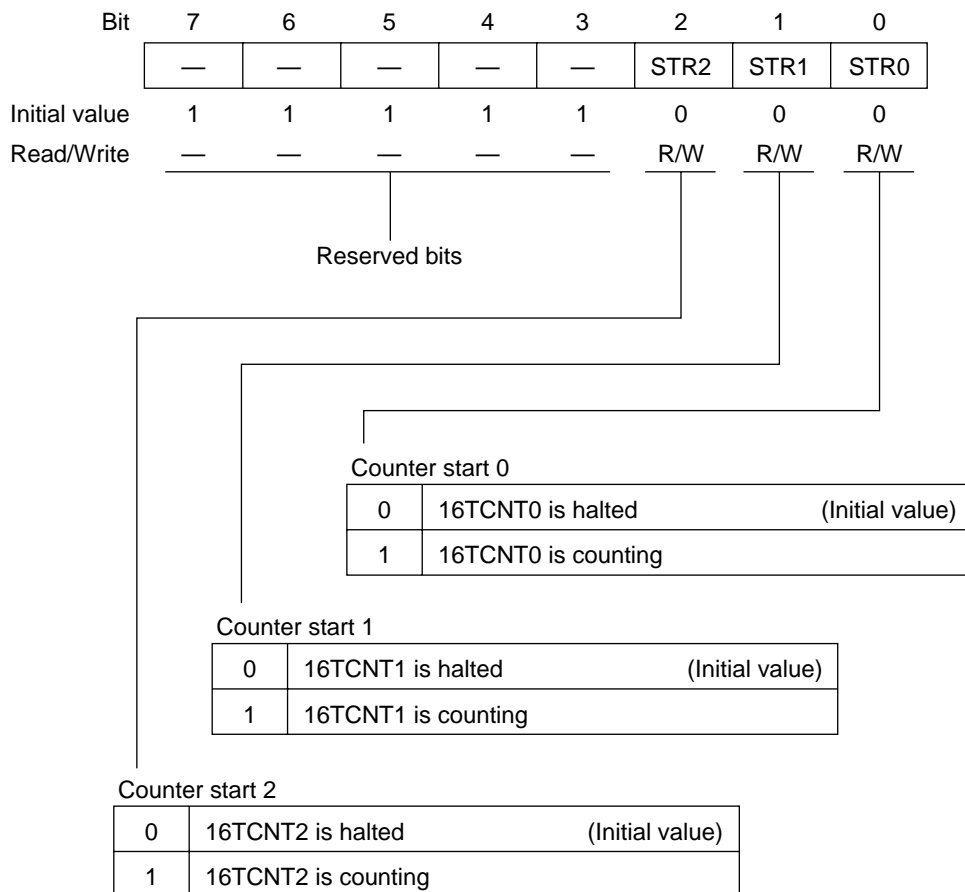 Bit 7 6 5 4 3 2 1 0
— — — — — STR2 STR1 STR0
Initial value 1 1 1 1 1 0 0 0
Read/Write — — — — — R/W R/W R/W
Reserved bits
Counter start 0
0 16TCNT0 is halted (Initial value)
1 16TCNT0 is counting
Counter start 1
0 16TCNT1 is halted (Initial value)
1 16TCNT1 is counting
Counter start 2
0 16TCNT2 is halted (Initial value)
1 16TCNT2 is counting